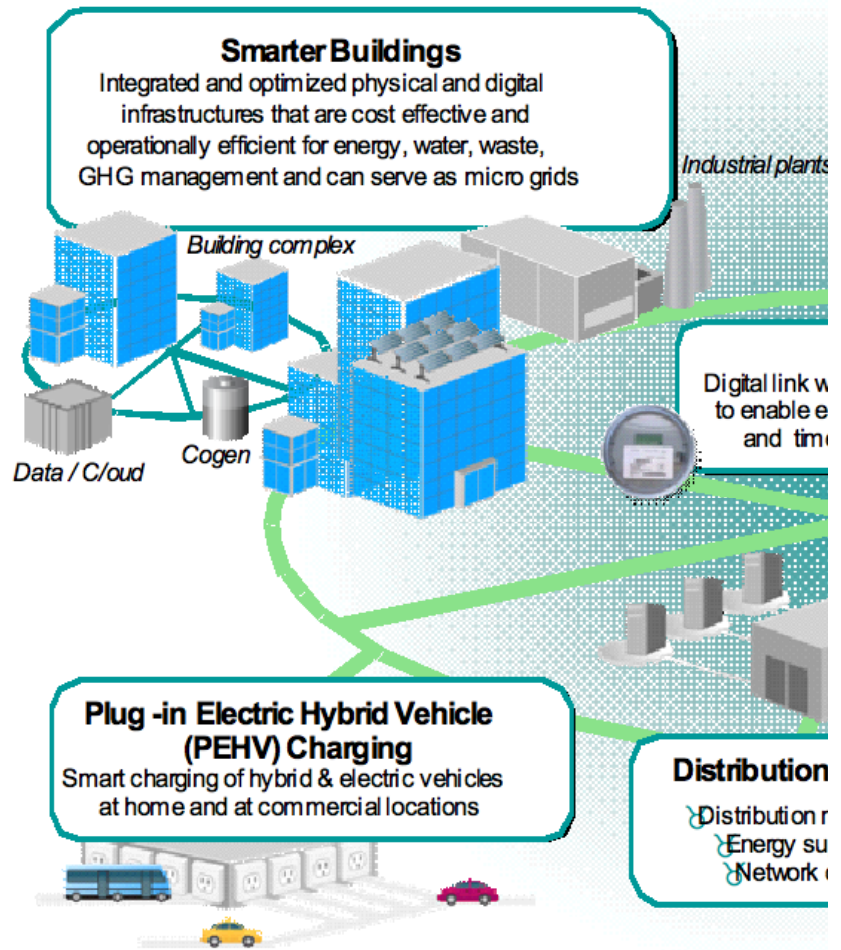 Smarter Buildings
Integrated and optimized physical and digital
infrastructures that are cost effective and
operationally efficient for energy, water, waste,
GHG management and can serve as micro grids
Industrial plants
Building complex
Digital link w
to enable e
and time
Data / C/oud
Cogen
Plug -in Electric Hybrid Vehicle
(PEHV) Charging
Smart charging of hybrid & electric vehicles
at home and at commercial locations
Distribution
Distribution r
Energy su
Network